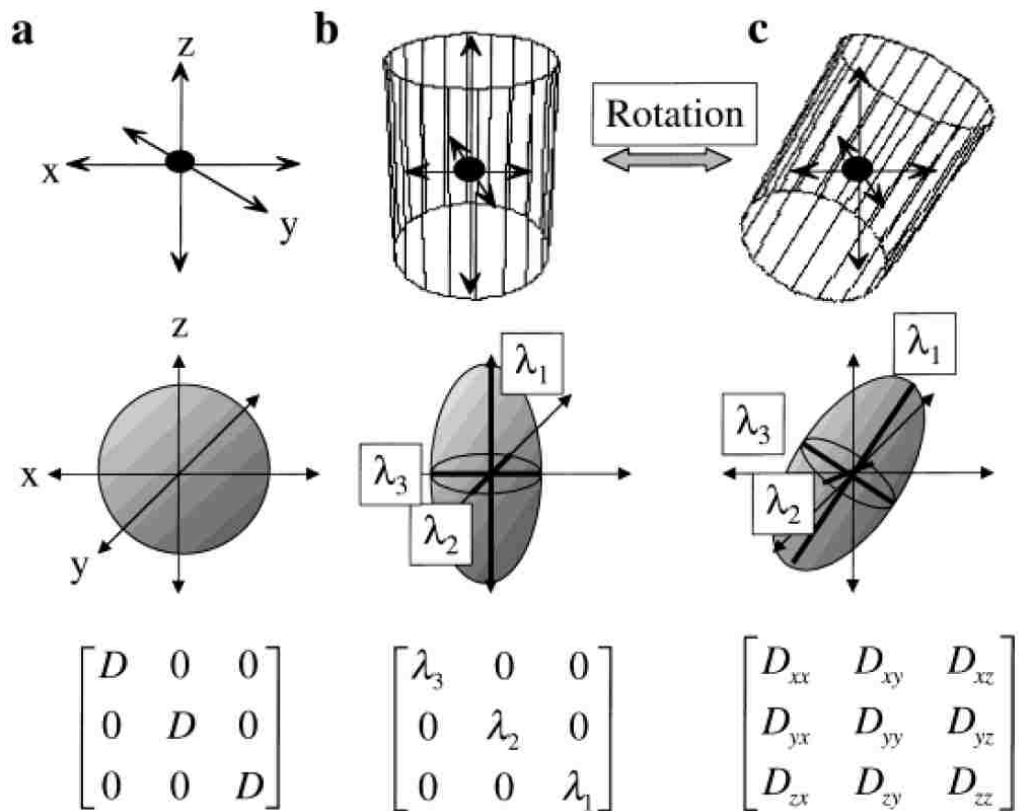 a
z
x
y
b
Rotation
c
z
x
y
λ₁
λ₃
λ₂
λ₁
λ₃
λ₂
D 0 0
0 D 0
0 0 D
λ₃ 0 0
0 λ₂ 0
0 0 λ₁
Dxx Dxy Dxz
Dyx Dyy Dyz
Dzx Dzy Dzz